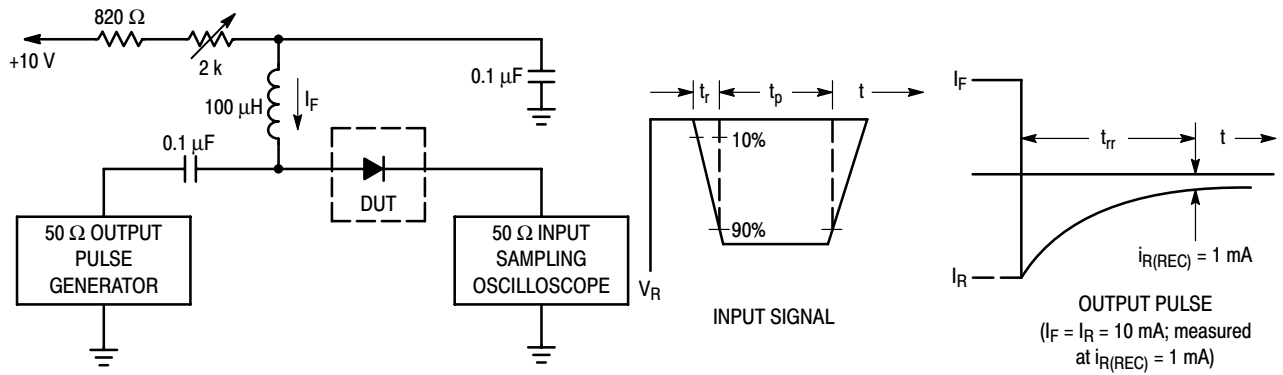 820 Ω
+10 V
2 k
100 μH
I_F
0.1 μF
0.1 μF
DUT
50 Ω OUTPUT
PULSE
GENERATOR
50 Ω INPUT
SAMPLING
OSCILLOSCOPE
t_r
t_p
t
10%
90%
V_R
INPUT SIGNAL
I_F
t_rr
t
i_R(REC) = 1 mA
I_R
OUTPUT PULSE
(I_F = I_R = 10 mA; measured
at i_R(REC) = 1 mA)